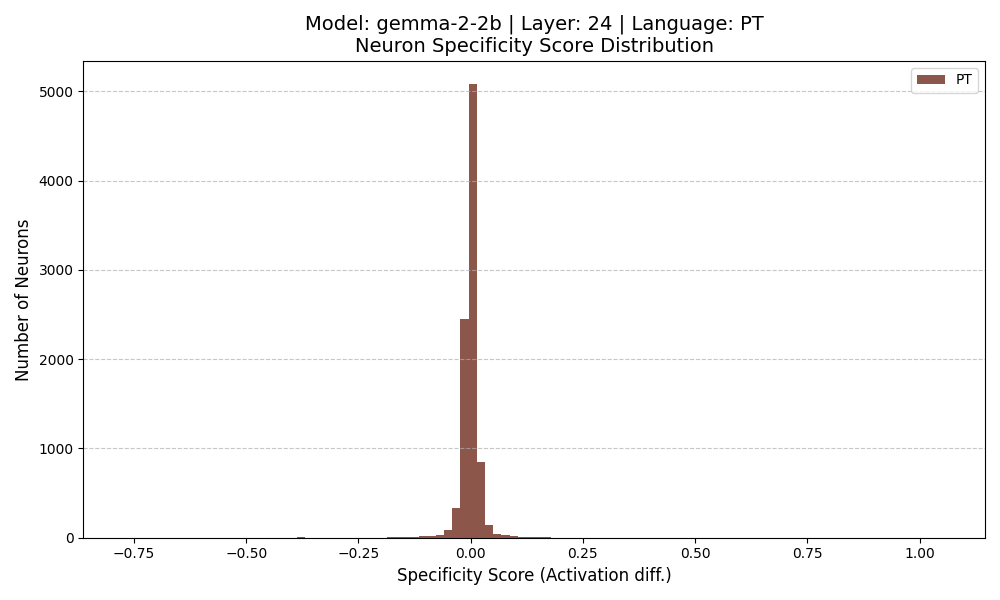 Model: gemma-2-2b | Layer: 24 | Language: PT
Neuron Specificity Score Distribution
PT
Number of Neurons
5000
4000
3000
2000
1000
0
−0.75
−0.50
−0.25
0.00
0.25
0.50
0.75
1.00
Specificity Score (Activation diff.)